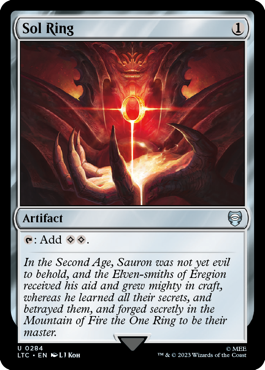 Sol Ring 1
Artifact
: Add .
In the Second Age, Sauron was not yet evil
to behold, and the Elven-smiths of Eregion
received his aid and grew mighty in craft,
whereas he learned all their secrets, and
betrayed them, and forged secretly in the
Mountain of Fire the One Ring to be their
master.
U 0284
LTC • EN LI Kon
© MEE
™ & © 2023 Wizards of the Coast